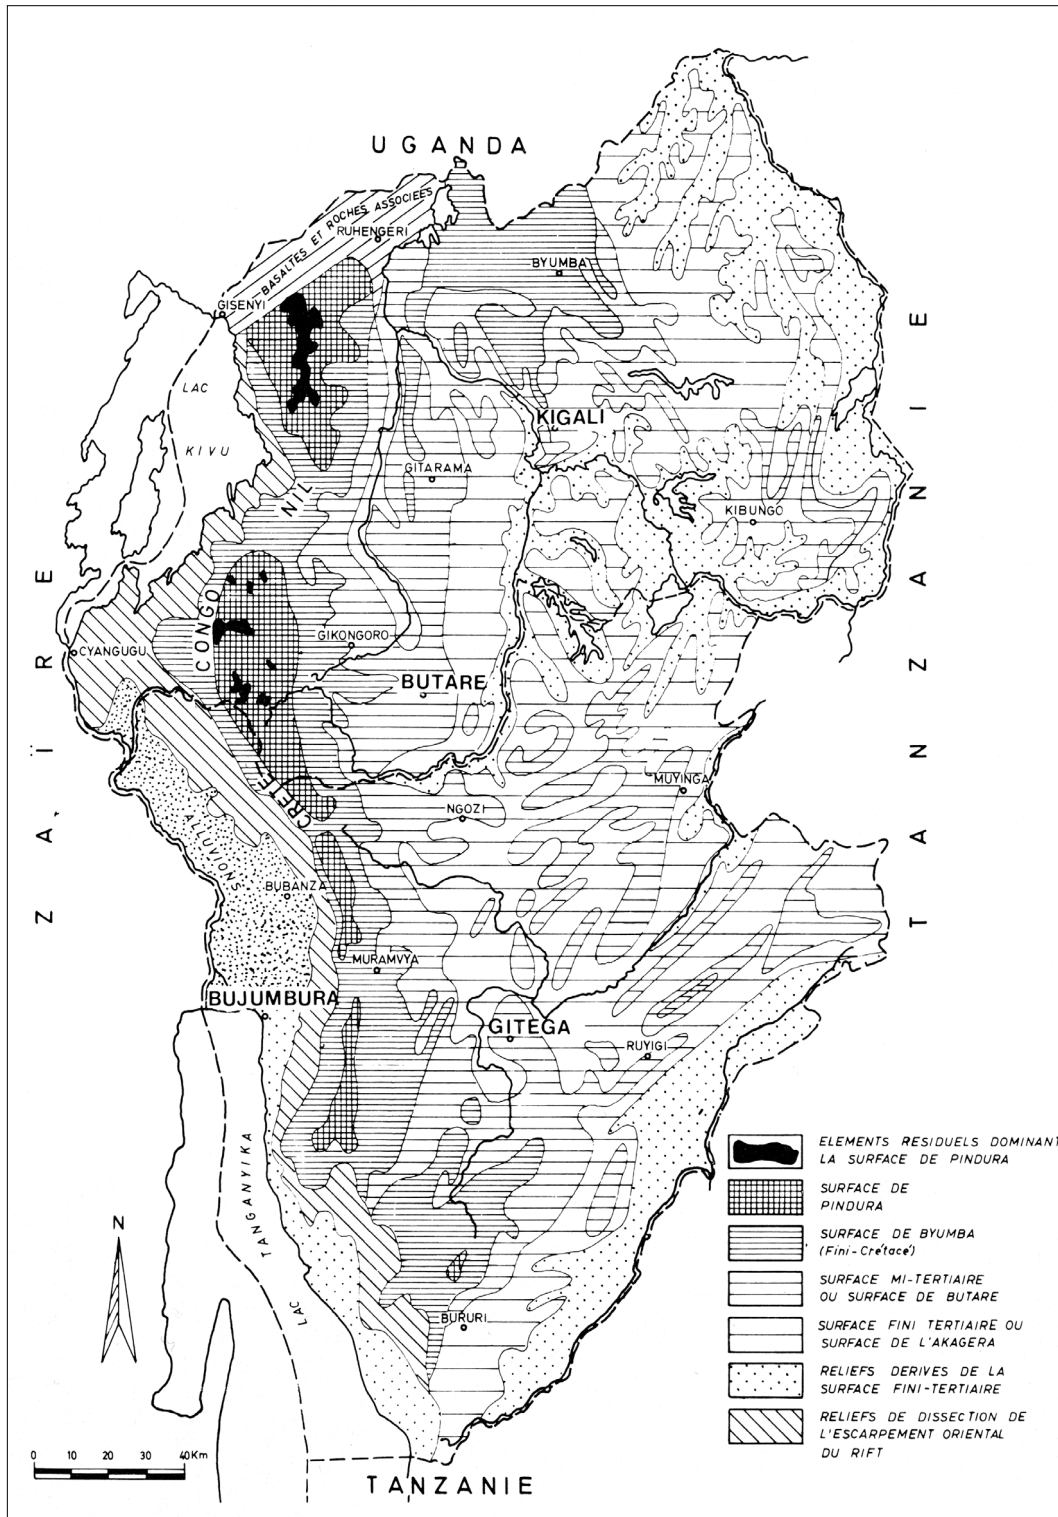 UGANDA
BASALTES ET ROCHES ASSOCIEES
RUHENGERI
BYUMBA
GISENYI
LAC
KIVU
KIGALI
GITARAMA
KIBUNGO
CRETE CONGO NIL
GIKONGORO
CYANGUGU
BUTARE
ZAÏRE
TANZANIE
MUYINGA
NGOZI
ALLUVIONS
BUBANZA
MURAMVYA
BUJUMBURA
GITEGA
RUYIGI
LAC TANGANYIKA
BURURI
N
0 10 20 30 40Km
TANZANIE
ELEMENTS RESIDUELS DOMINANT
LA SURFACE DE PINDURA
SURFACE DE
PINDURA
SURFACE DE BYUMBA
(Fini-Crétacé)
SURFACE MI-TERTIAIRE
OU SURFACE DE BUTARE
SURFACE FINI TERTIAIRE OU
SURFACE DE L'AKAGERA
RELIEFS DERIVES DE LA
SURFACE FINI-TERTIAIRE
RELIEFS DE DISSECTION DE
L'ESCARPEMENT ORIENTAL
DU RIFT